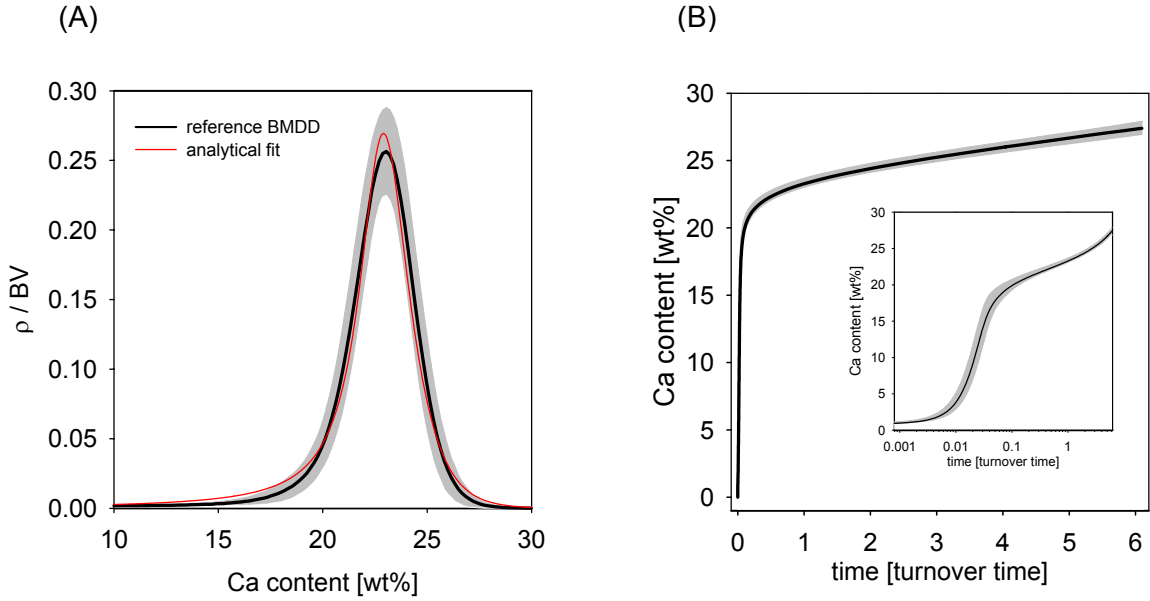 (A)
0.30
0.25
0.20
0.15
0.10
0.05
0.00
ρ / BV
reference BMDD
analytical fit
10 15 20 25 30
Ca content [wt%]
(B)
30
25
20
15
10
5
0
Ca content [wt%]
30
25
20
15
10
5
0
Ca content [wt%]
0.001 0.01 0.1 1
time [turnover time]
0 1 2 3 4 5 6
time [turnover time]